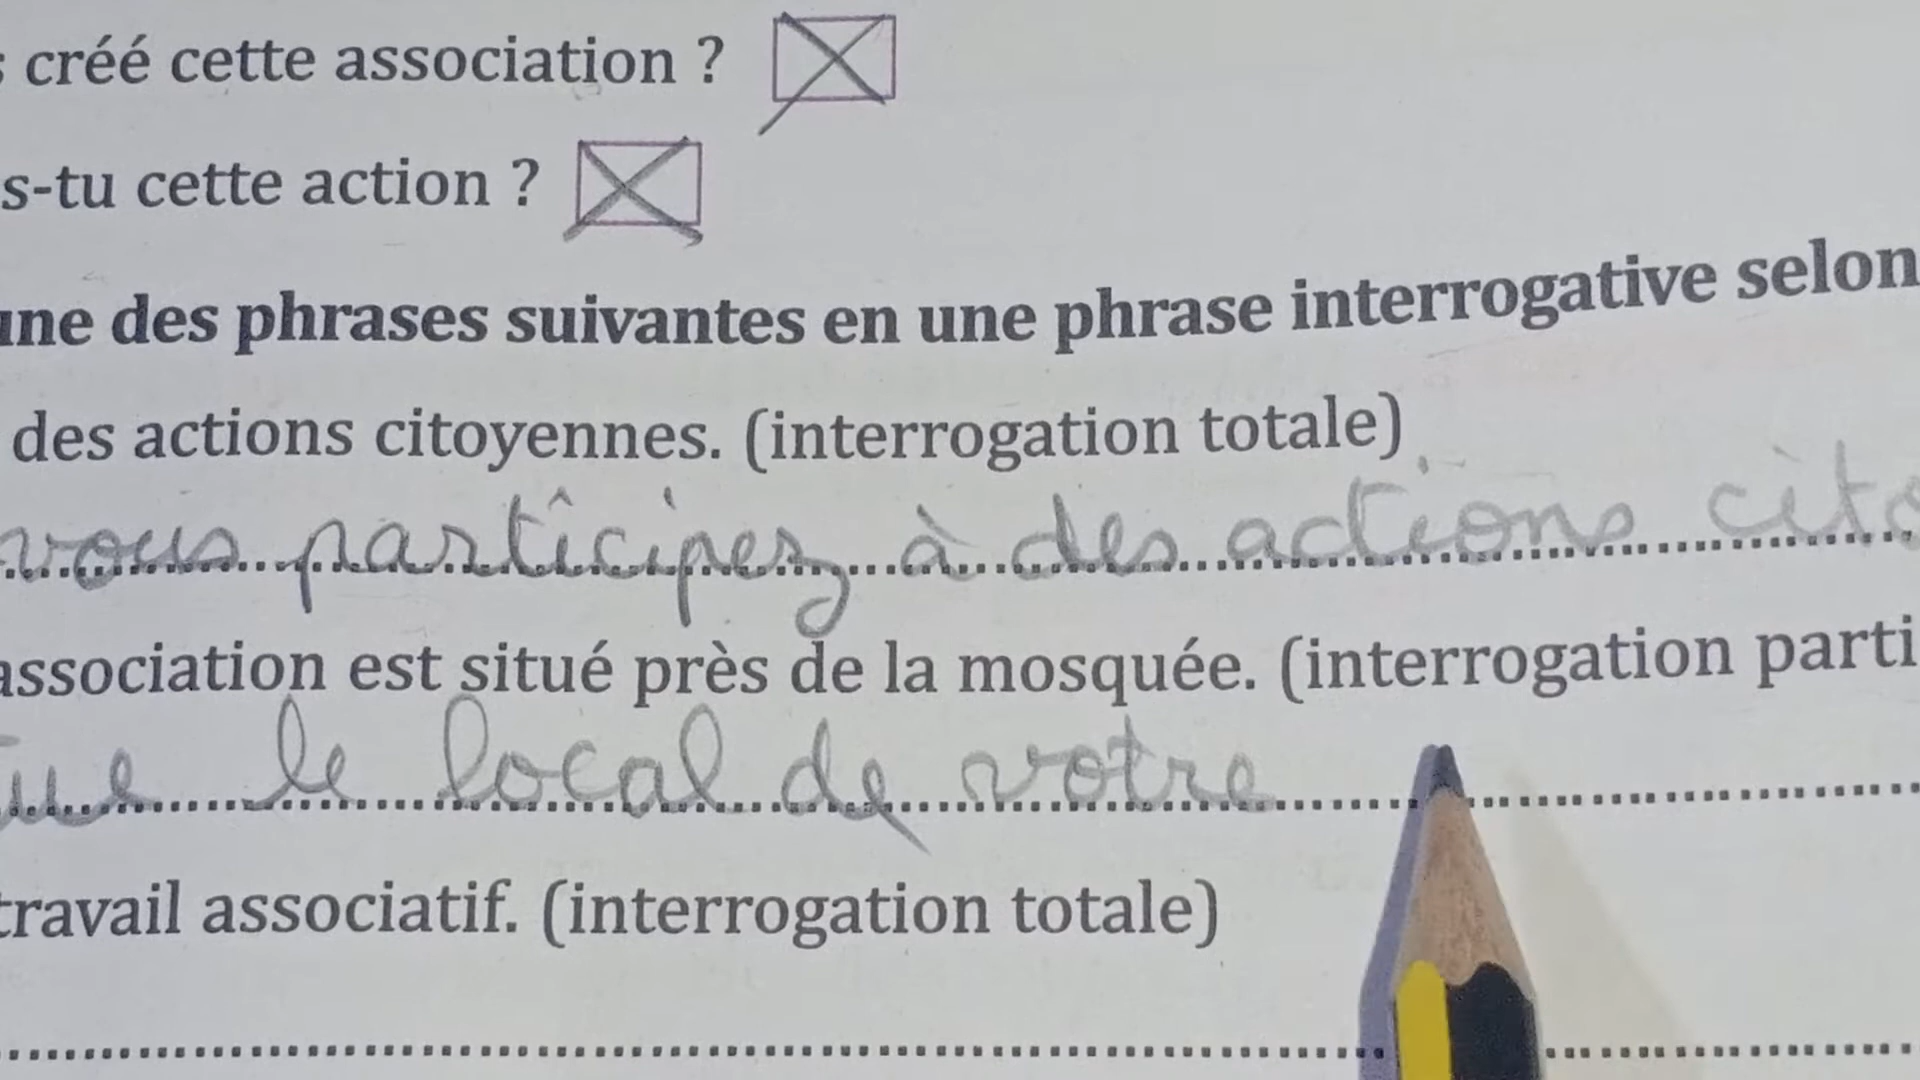 créé cette association ?
s-tu cette action ?
une des phrases suivantes en une phrase interrogative selon
des actions citoyennes. (interrogation totale)
vous participez à des actions cito
association est situé près de la mosquée. (interrogation parti
le local de votre
travail associatif. (interrogation totale)